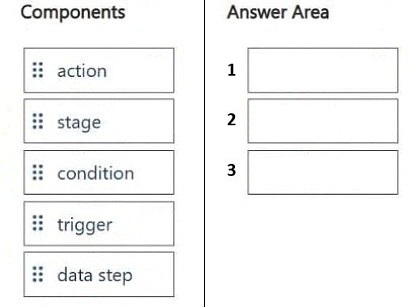 Components
Answer Area
action
stage
condition
trigger
data step
1
2
3